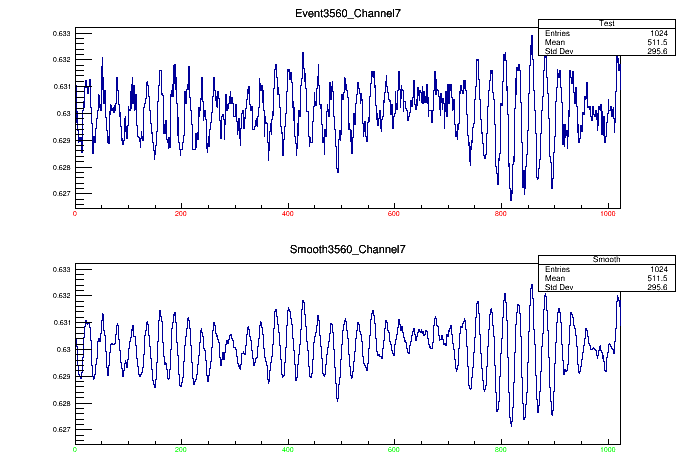 Event3560_Channel7
Test
Entries 1024
Mean 511.5
Std Dev 295.6
0.633
0.632
0.631
0.63
0.629
0.628
0.627
0 200 400 600 800 1000
Smooth3560_Channel7
Smooth
Entries 1024
Mean 511.5
Std Dev 295.6
0.633
0.632
0.631
0.63
0.629
0.628
0.627
0 200 400 600 800 1000